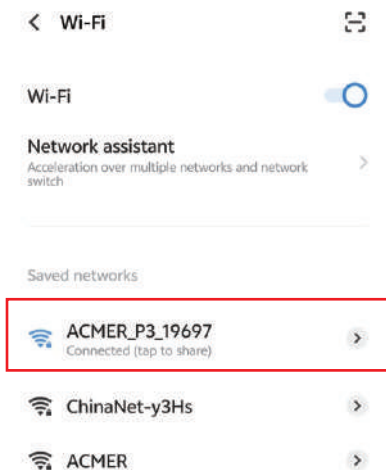 Wi-Fi
Wi-Fi
Network assistant
Acceleration over multiple networks and network
switch
Saved networks
ACMER_P3_19697
Connected (tap to share)
ChinaNet-y3Hs
ACMER